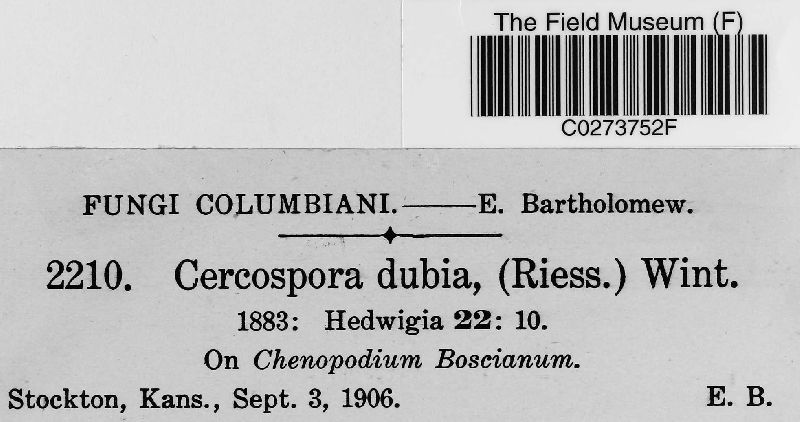 The Field Museum (F)
C0273752F
FUNGI COLUMBIANI.——E. Bartholomew.
2210. Cercospora dubia, (Riess.) Wint.
1883: Hedwigia 22: 10.
On Chenopodium Boscianum.
Stockton, Kans., Sept. 3, 1906. E. B.